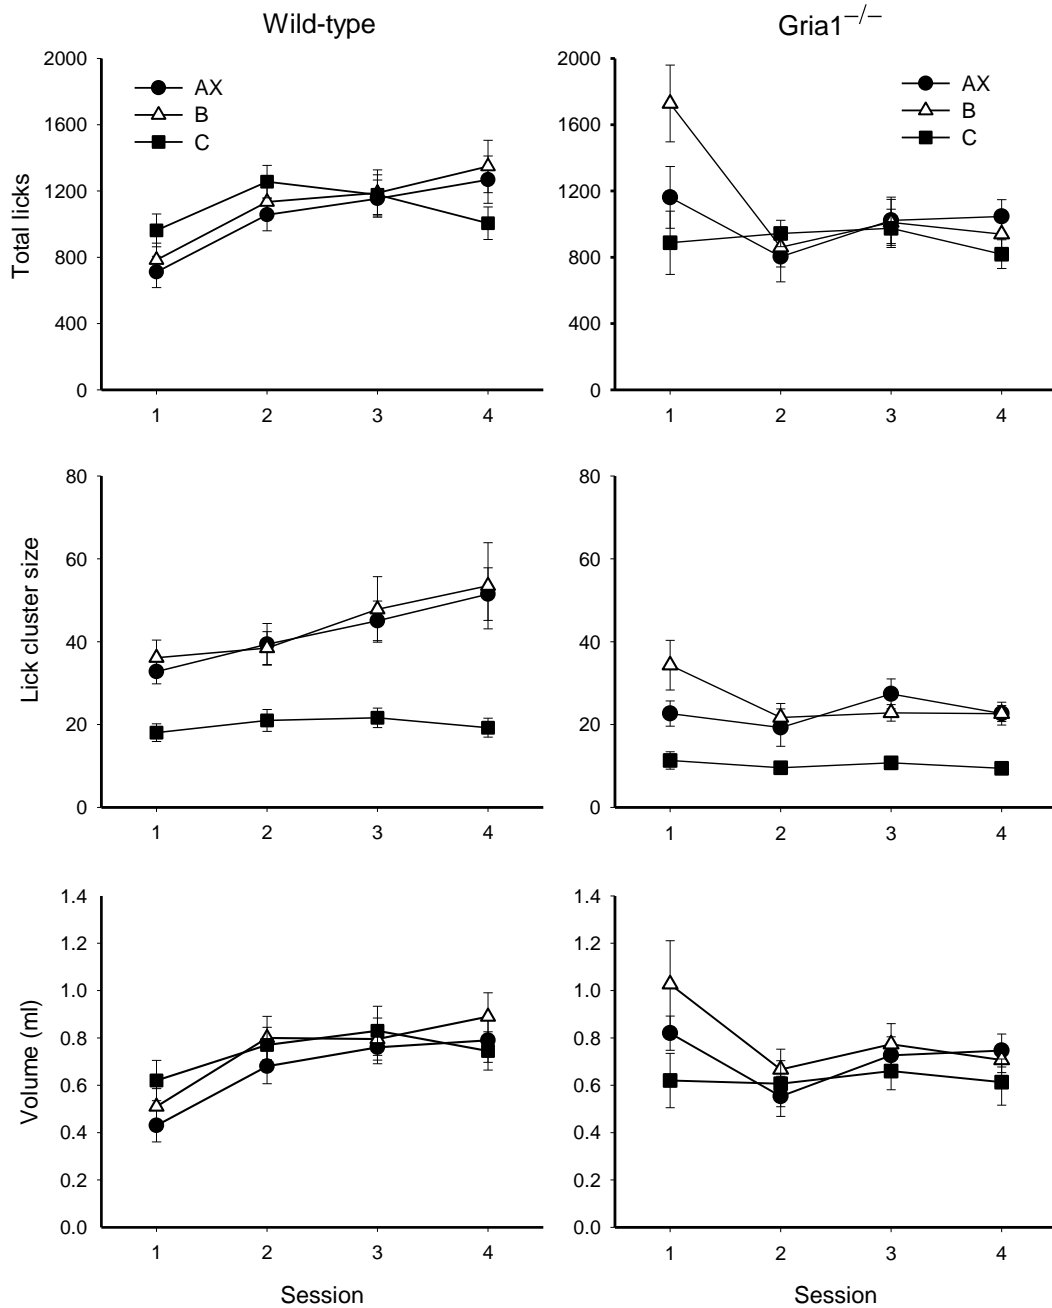 Wild-type
Gria1−/−
2000
1600
1200
800
400
0
Total licks
AX
B
C
1 2 3 4
2000
1600
1200
800
400
0
AX
B
C
1 2 3 4
80
60
40
20
0
Lick cluster size
1 2 3 4
80
60
40
20
0
1 2 3 4
1.4
1.2
1.0
0.8
0.6
0.4
0.2
0.0
Volume (ml)
1 2 3 4
Session
1.4
1.2
1.0
0.8
0.6
0.4
0.2
0.0
1 2 3 4
Session